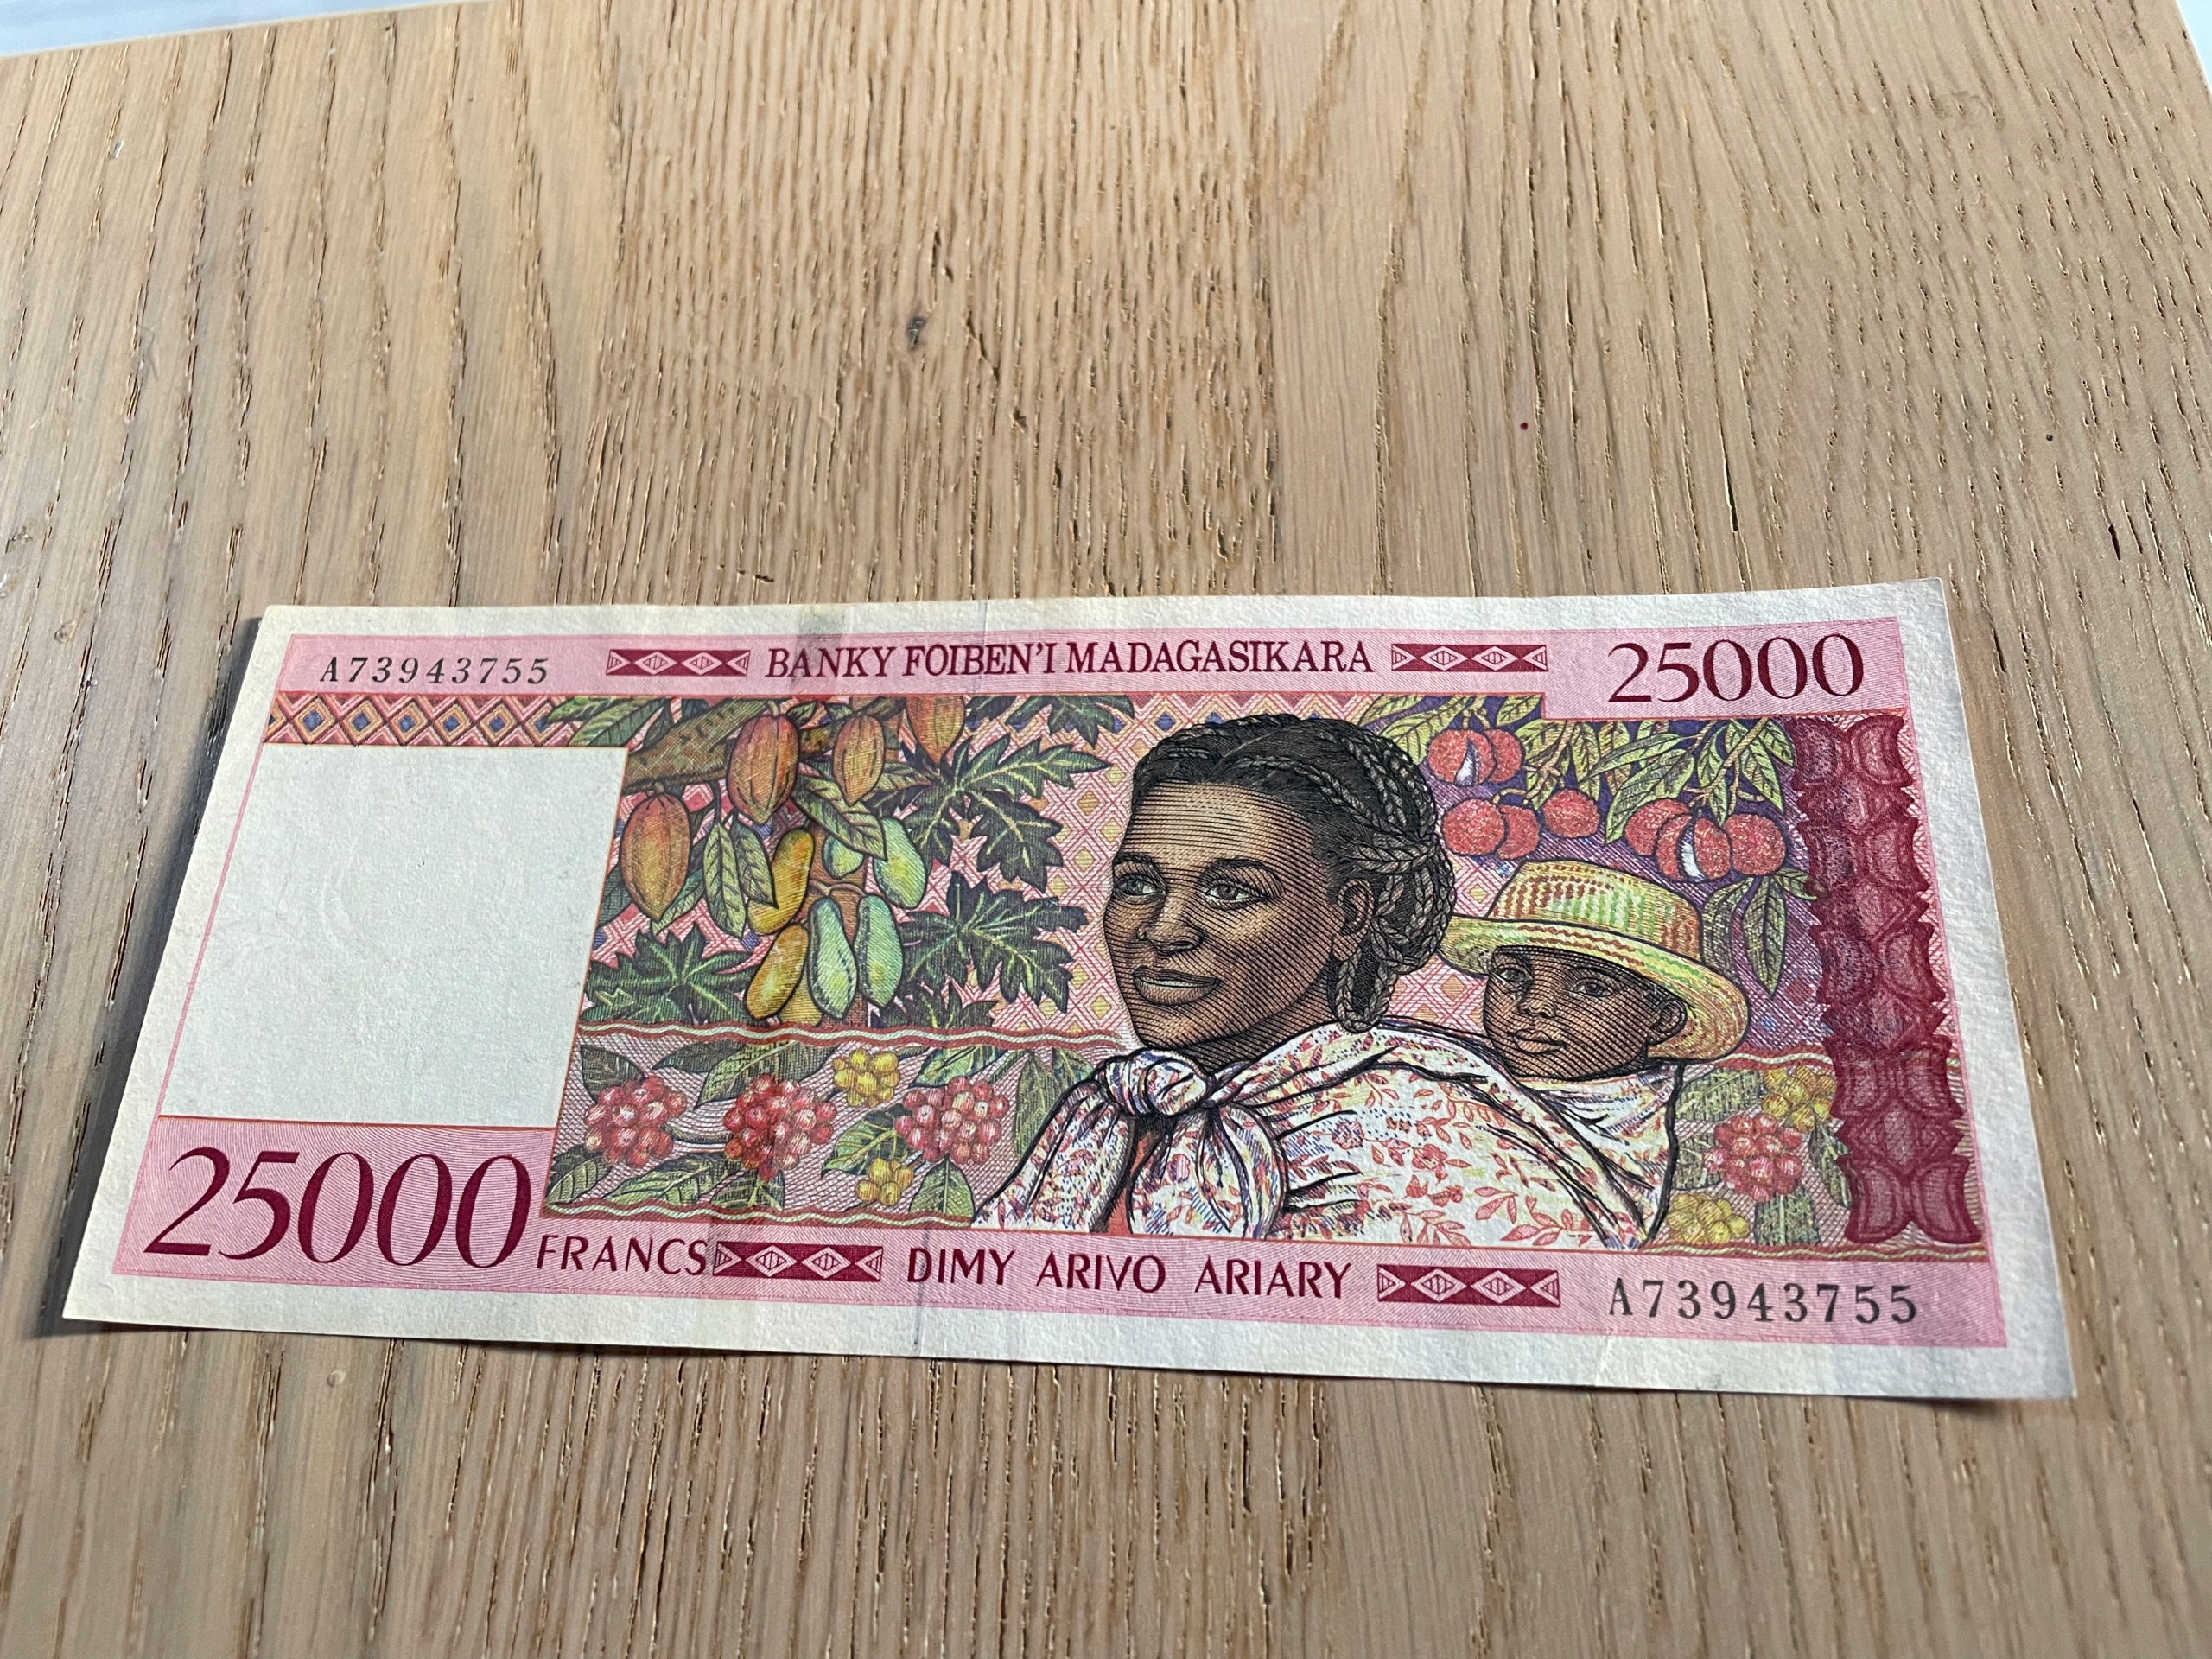 A73943755 BANKY FOIBEN'I MADAGASIKARA 25000
25000 FRANCS DIMY ARIVO ARIARY A73943755